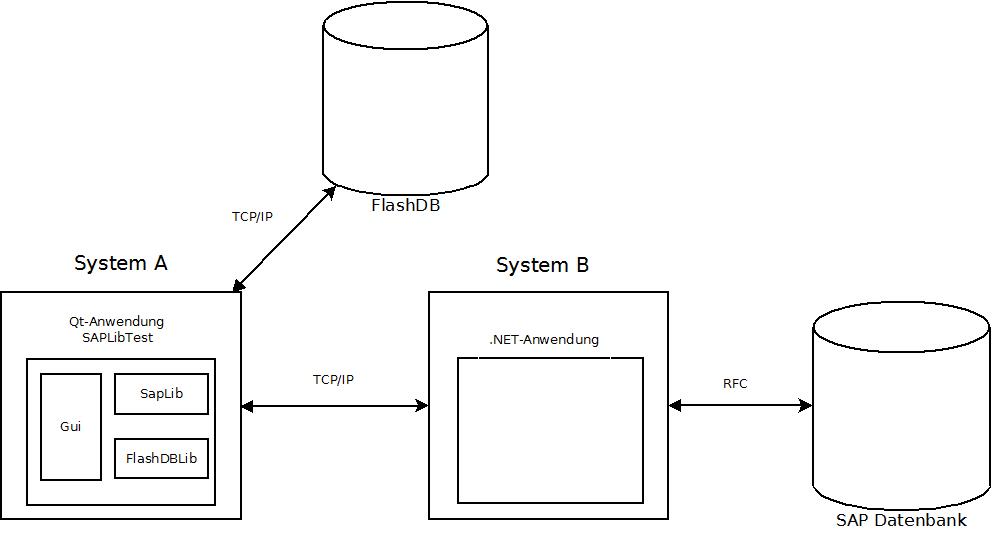 FlashDB
TCP/IP
System A
System B
Qt-Anwendung
SAPLibTest
.NET-Anwendung
TCP/IP
RFC
SapLib
Gui
FlashDBLib
SAP Datenbank